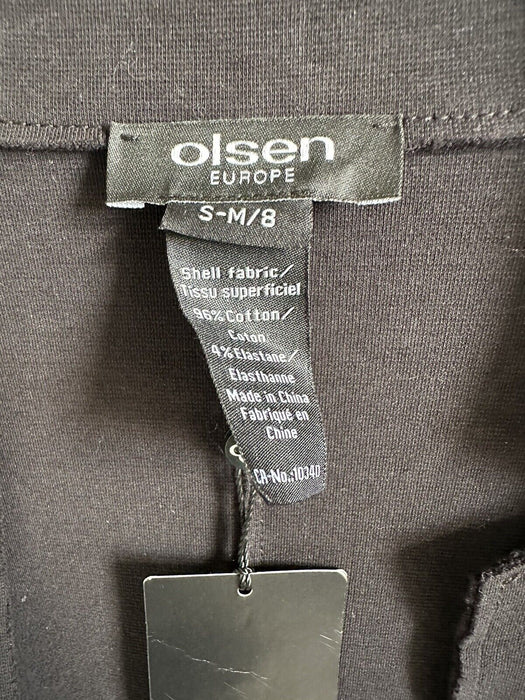 olsen
EUROPE
S-M/8
Shell fabric/
Tissu superficiel
96% Cotton/
Coton
4% Elastane/
Elasthanne
Made in China
Fabriqué en
Chine
CA-No.:10340